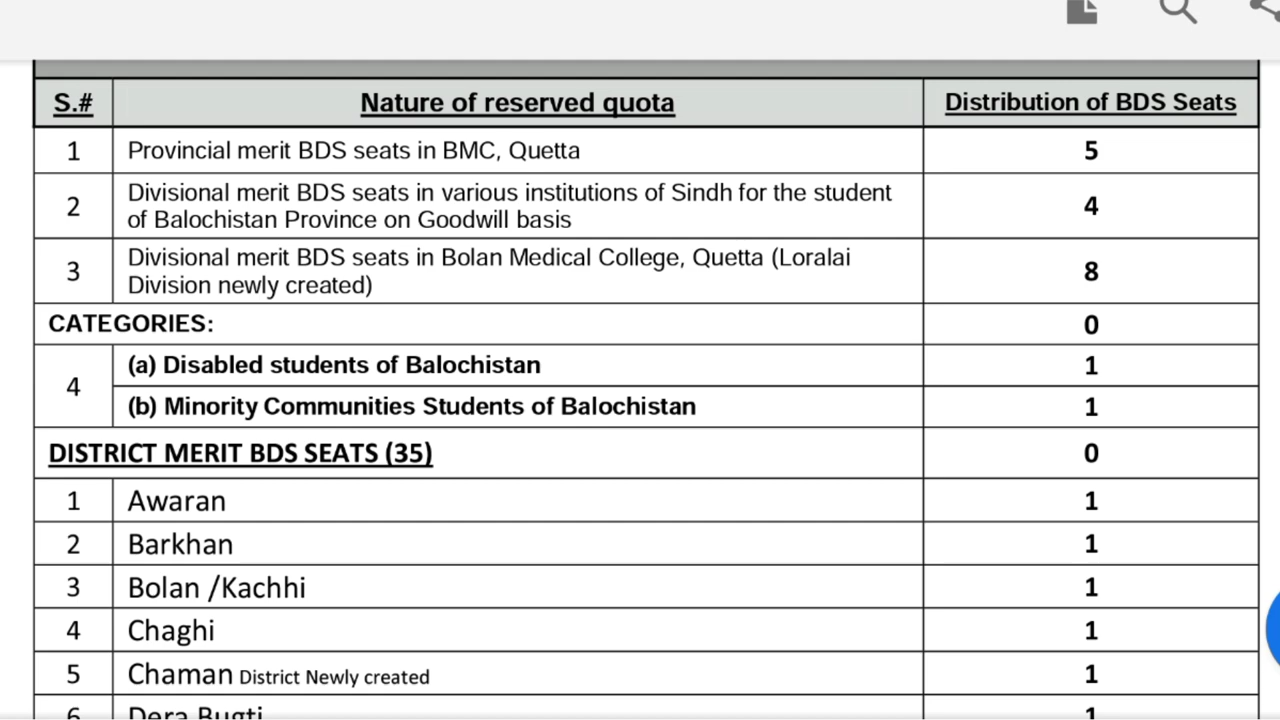 S.# Nature of reserved quota Distribution of BDS Seats
1 Provincial merit BDS seats in BMC, Quetta 5
2 Divisional merit BDS seats in various institutions of Sindh for the student
of Balochistan Province on Goodwill basis 4
3 Divisional merit BDS seats in Bolan Medical College, Quetta (Loralai
Division newly created) 8
CATEGORIES: 0
4 (a) Disabled students of Balochistan 1
(b) Minority Communities Students of Balochistan 1
DISTRICT MERIT BDS SEATS (35) 0
1 Awaran 1
2 Barkhan 1
3 Bolan /Kachhi 1
4 Chaghi 1
5 Chaman District Newly created 1
6 Dera Bugti 1